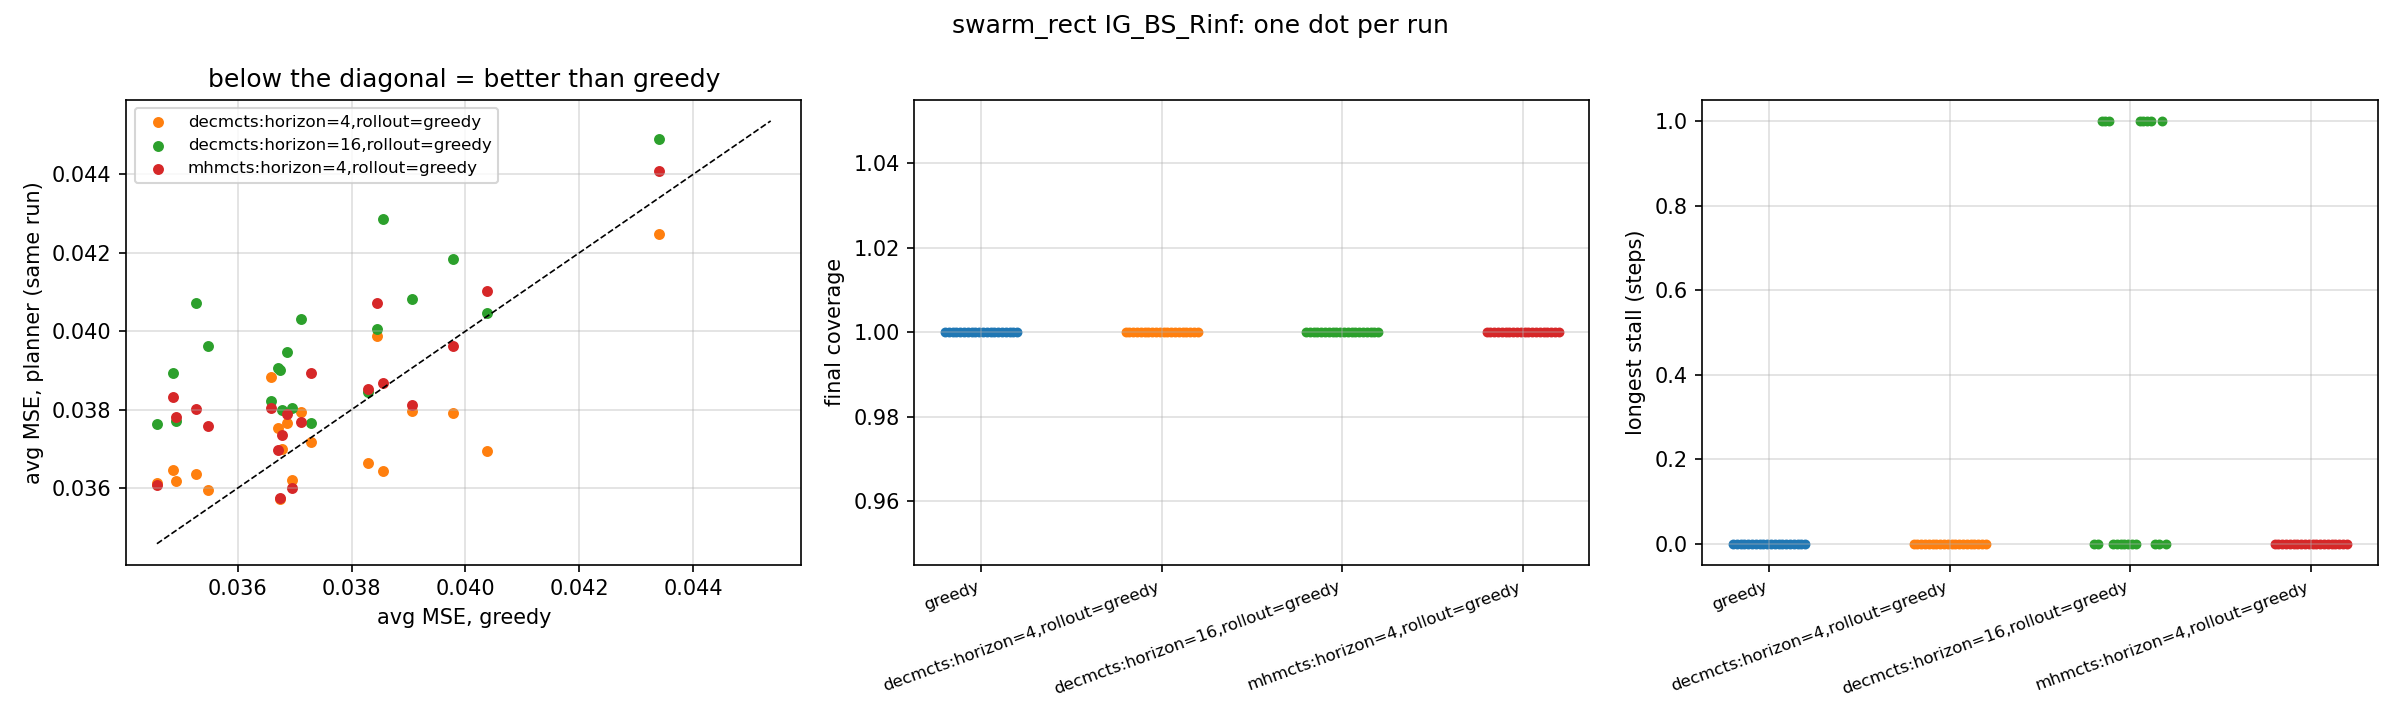 swarm_rect IG_BS_Rinf: one dot per run
below the diagonal = better than greedy
decmcts:horizon=4,rollout=greedy
decmcts:horizon=16,rollout=greedy
mhmcts:horizon=4,rollout=greedy
avg MSE, planner (same run)
0.044
0.042
0.040
0.038
0.036
0.036
0.038
0.040
0.042
0.044
avg MSE, greedy
final coverage
1.04
1.02
1.00
0.98
0.96
greedy
decmcts:horizon=4,rollout=greedy
decmcts:horizon=16,rollout=greedy
mhmcts:horizon=4,rollout=greedy
longest stall (steps)
1.0
0.8
0.6
0.4
0.2
0.0
greedy
decmcts:horizon=4,rollout=greedy
decmcts:horizon=16,rollout=greedy
mhmcts:horizon=4,rollout=greedy